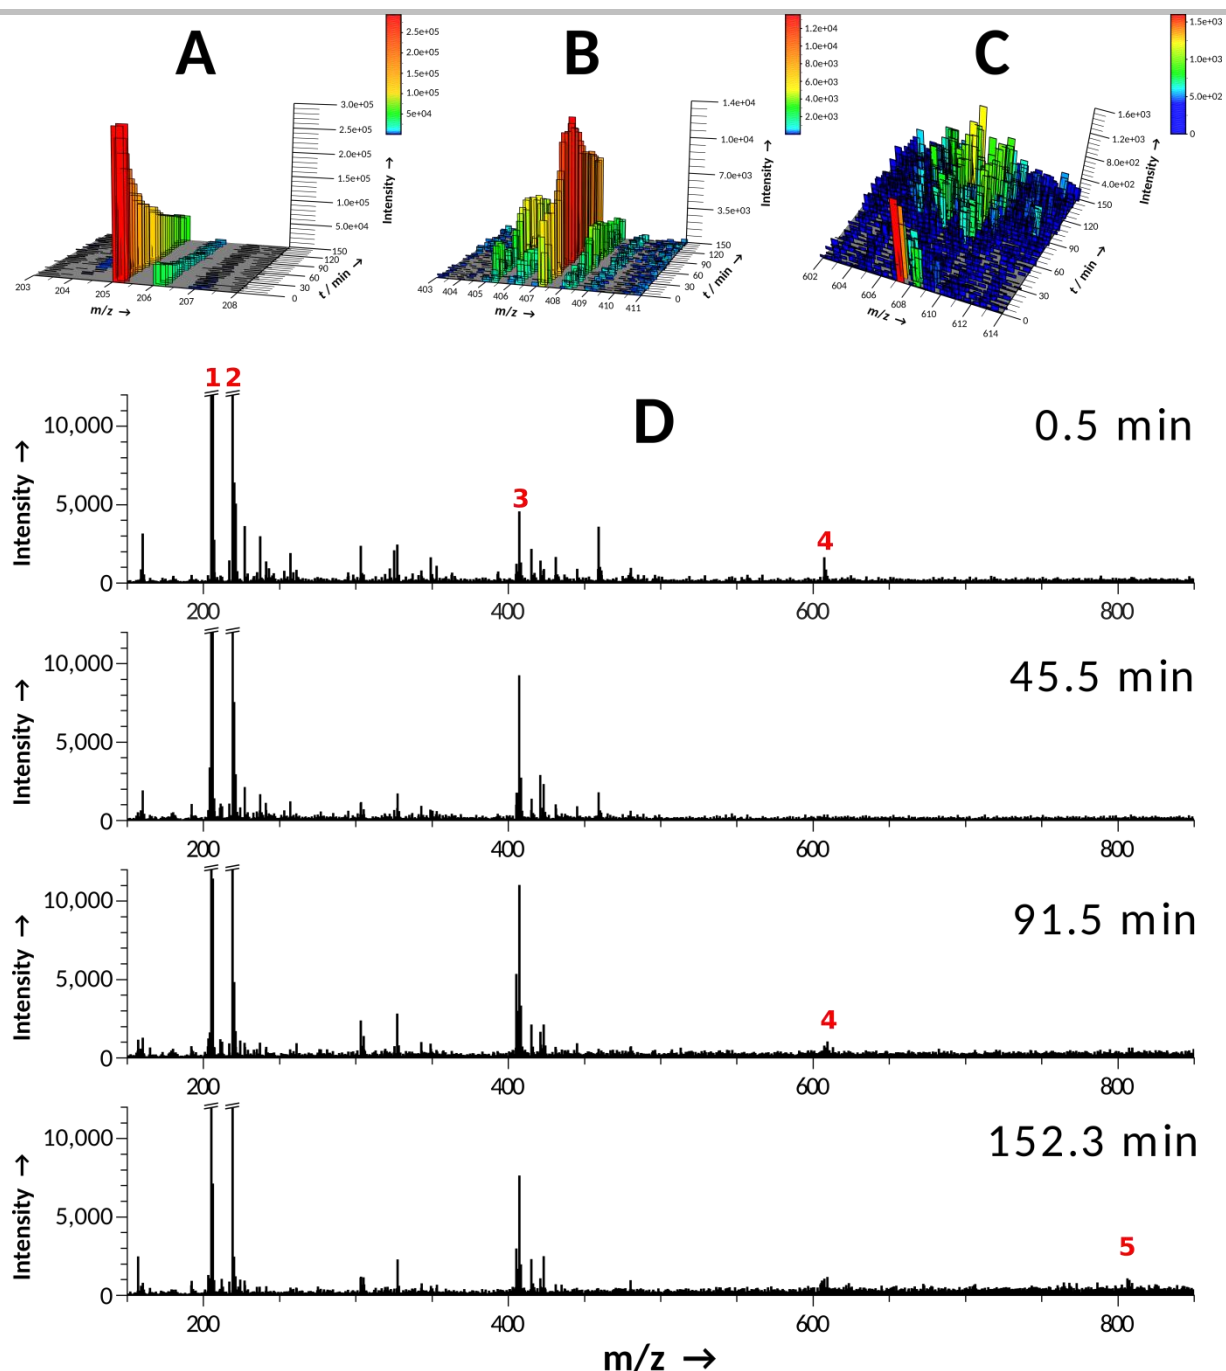 A
B
C
2.5e+05
2.0e+05
1.5e+05
1.0e+05
5e+04
3.0e+05
2.5e+05
2.0e+05
1.5e+05
1.0e+05
5.0e+04
Intensity →
150
120
90
60
30
0
t / min →
203
204
205
206
207
208
m/z →
1.2e+04
1.0e+04
8.0e+03
6.0e+03
4.0e+03
2.0e+03
1.4e+04
1.0e+04
7.0e+03
3.5e+03
Intensity →
150
120
90
60
30
0
t / min →
403
404
405
406
407
408
409
410
411
m/z →
1.5e+03
1.0e+03
5.0e+02
0
1.6e+03
1.2e+03
8.0e+02
4.0e+02
Intensity →
150
120
90
60
30
0
t / min →
602
604
606
608
610
612
614
m/z →
D
1 2
3
4
0.5 min
Intensity →
10,000
5,000
0
200 400 600 800
45.5 min
Intensity →
10,000
5,000
0
200 400 600 800
91.5 min
4
Intensity →
10,000
5,000
0
200 400 600 800
152.3 min
5
Intensity →
10,000
5,000
0
200 400 600 800
m/z →